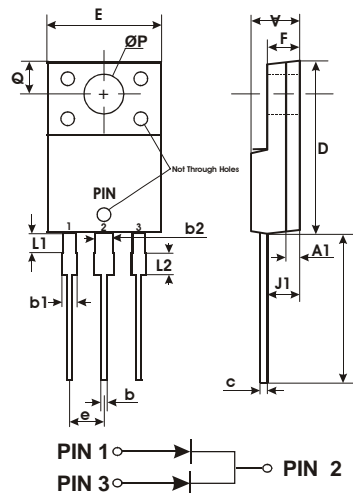 E
ØP
Q
A
F
D
Not Through Holes
PIN
1 2 3
L1
b2
L2
b1
A1
J1
c
b
e
PIN 1
PIN 3
PIN 2